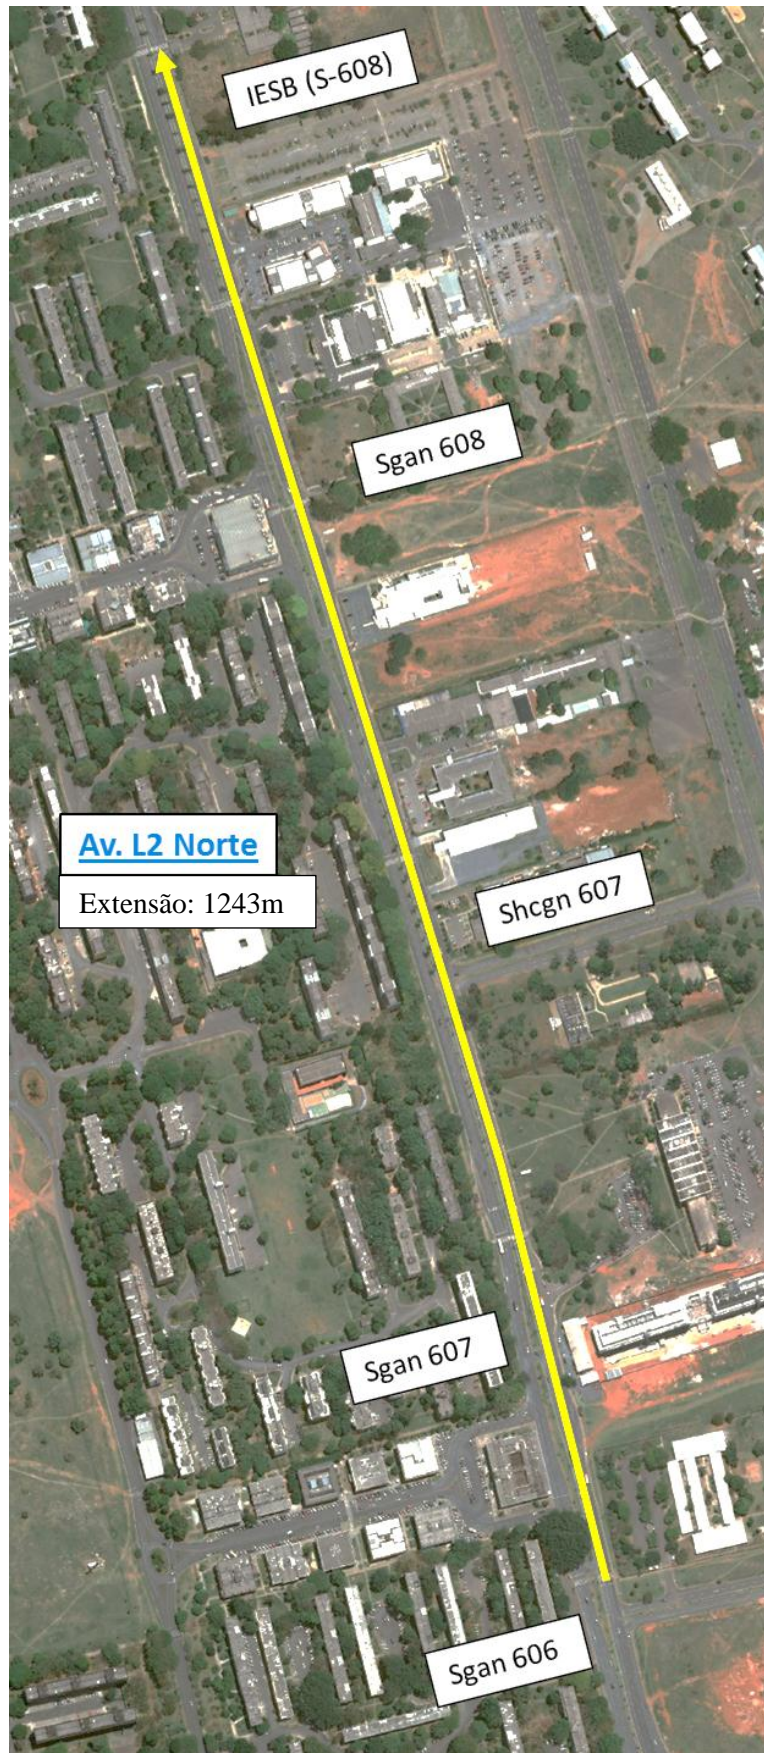 IESB (S-608)
Sgan 608
Av. L2 Norte
Extensão: 1243m
Shcgn 607
Sgan 607
Sgan 606